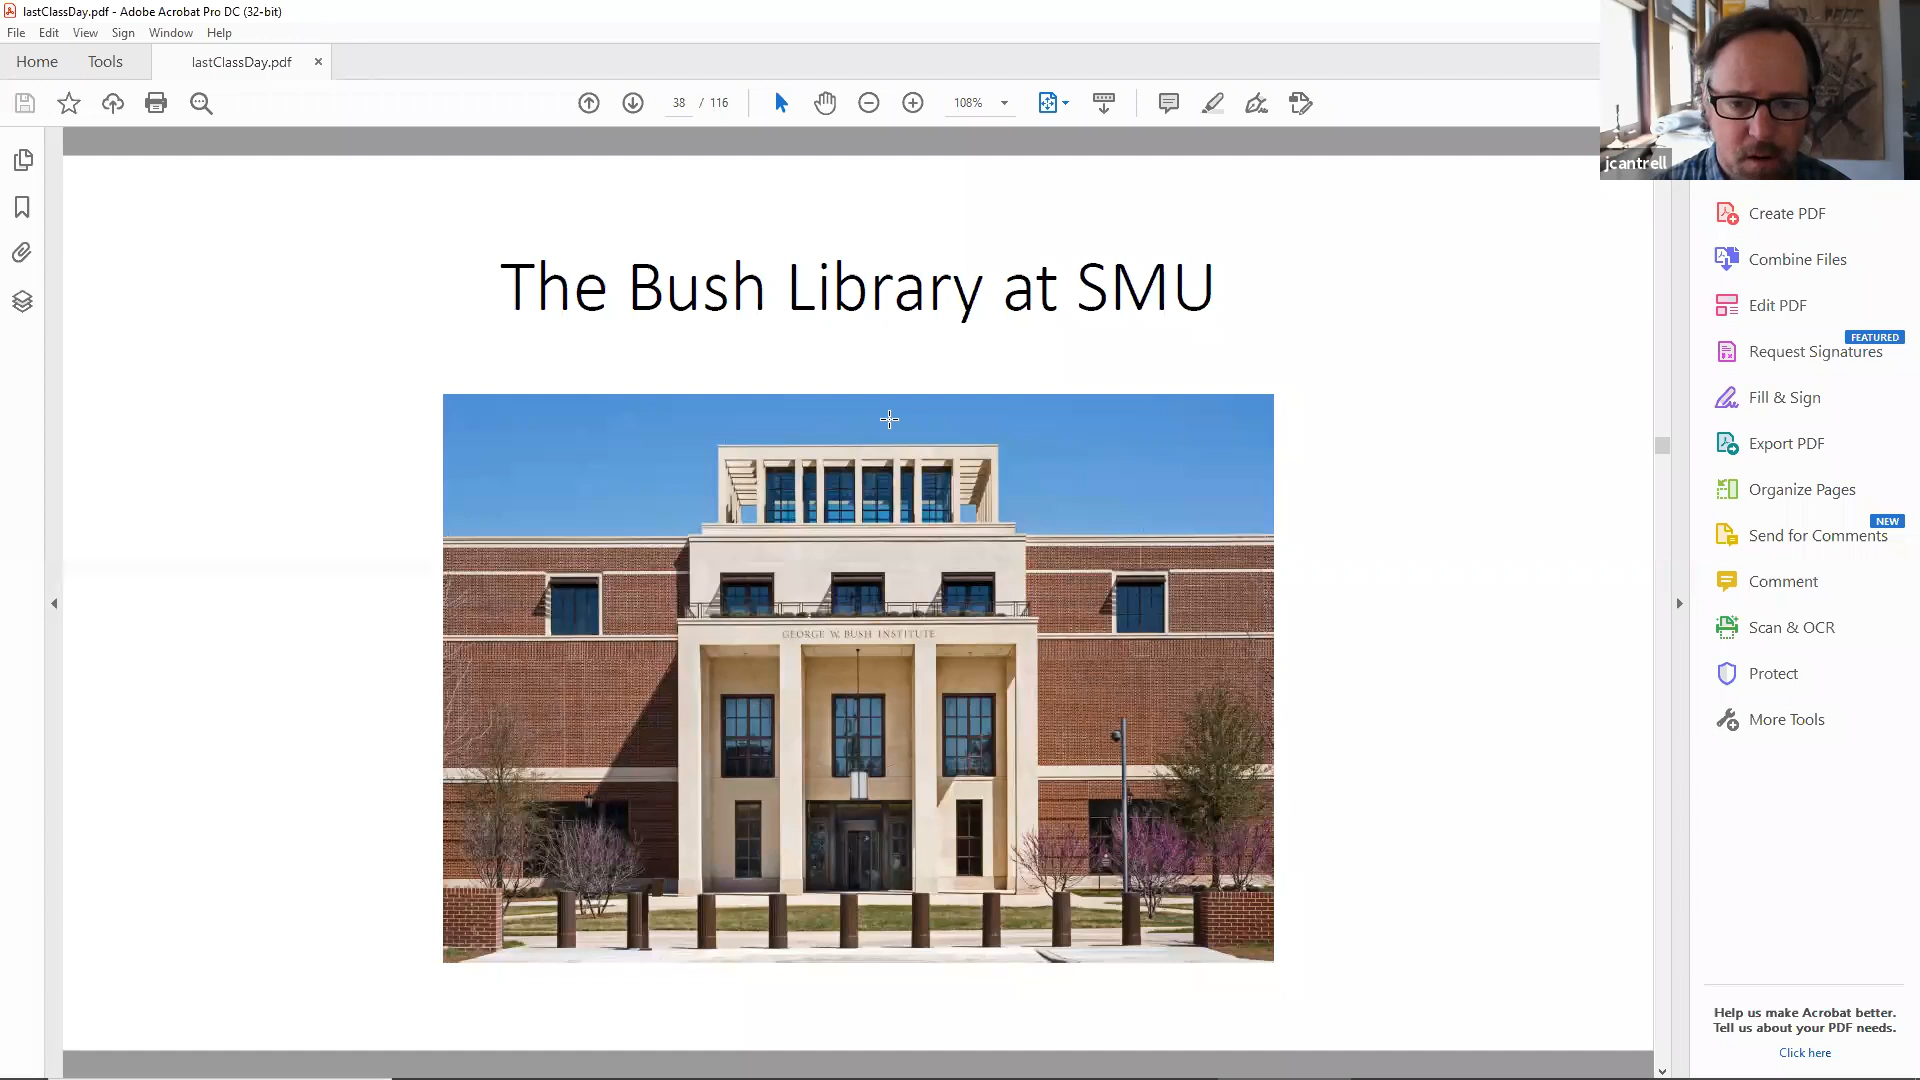 lastClassDay.pdf - Adobe Acrobat Pro DC (32-bit)
File Edit View Sign Window Help
Home Tools lastClassDay.pdf ×
38 / 116 108%
jcantrell
The Bush Library at SMU
GEORGE W. BUSH INSTITUTE
Create PDF
Combine Files
Edit PDF
FEATURED
Request Signatures
Fill & Sign
Export PDF
Organize Pages
NEW
Send for Comments
Comment
Scan & OCR
Protect
More Tools
Help us make Acrobat better.
Tell us about your PDF needs.
Click here